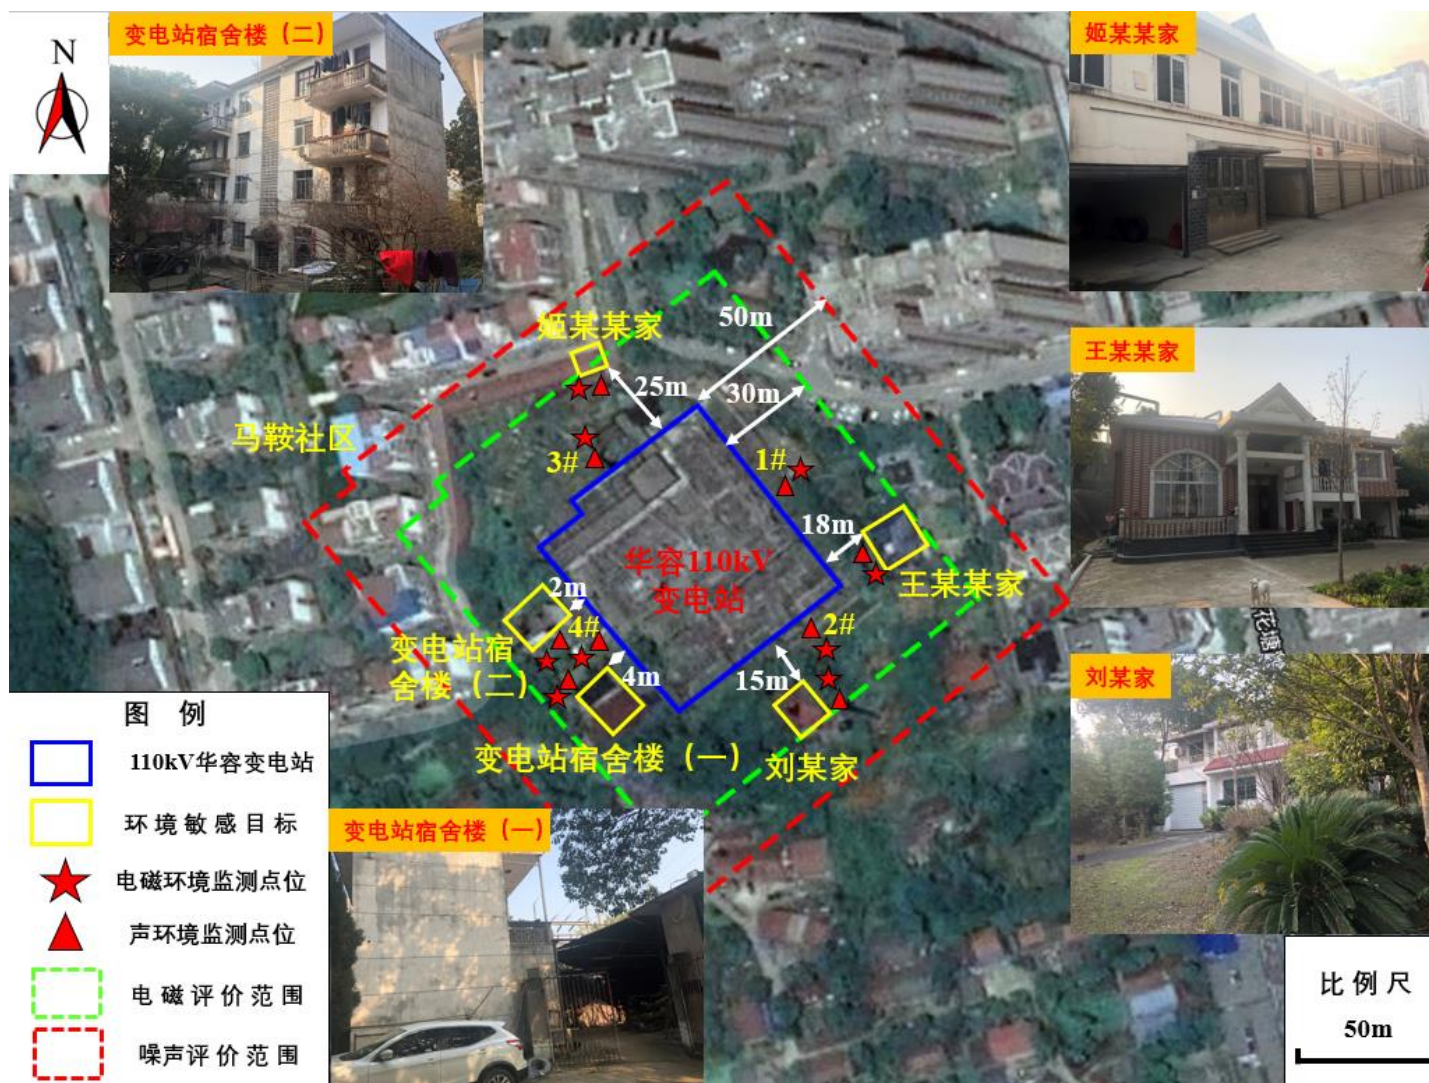 N
变电站宿舍楼（二）
姬某某家
王某某家
刘某家
变电站宿舍楼（一）
姬某某家
50m
25m
30m
马鞍社区
3#
1#
18m
华容110kV
变电站
王某某家
2m
4#
2#
变电站宿
舍楼（二）
4m
15m
变电站宿舍楼（一）
刘某家
图 例
110kV华容变电站
环境敏感目标
电磁环境监测点位
声环境监测点位
电磁评价范围
噪声评价范围
比例尺
50m